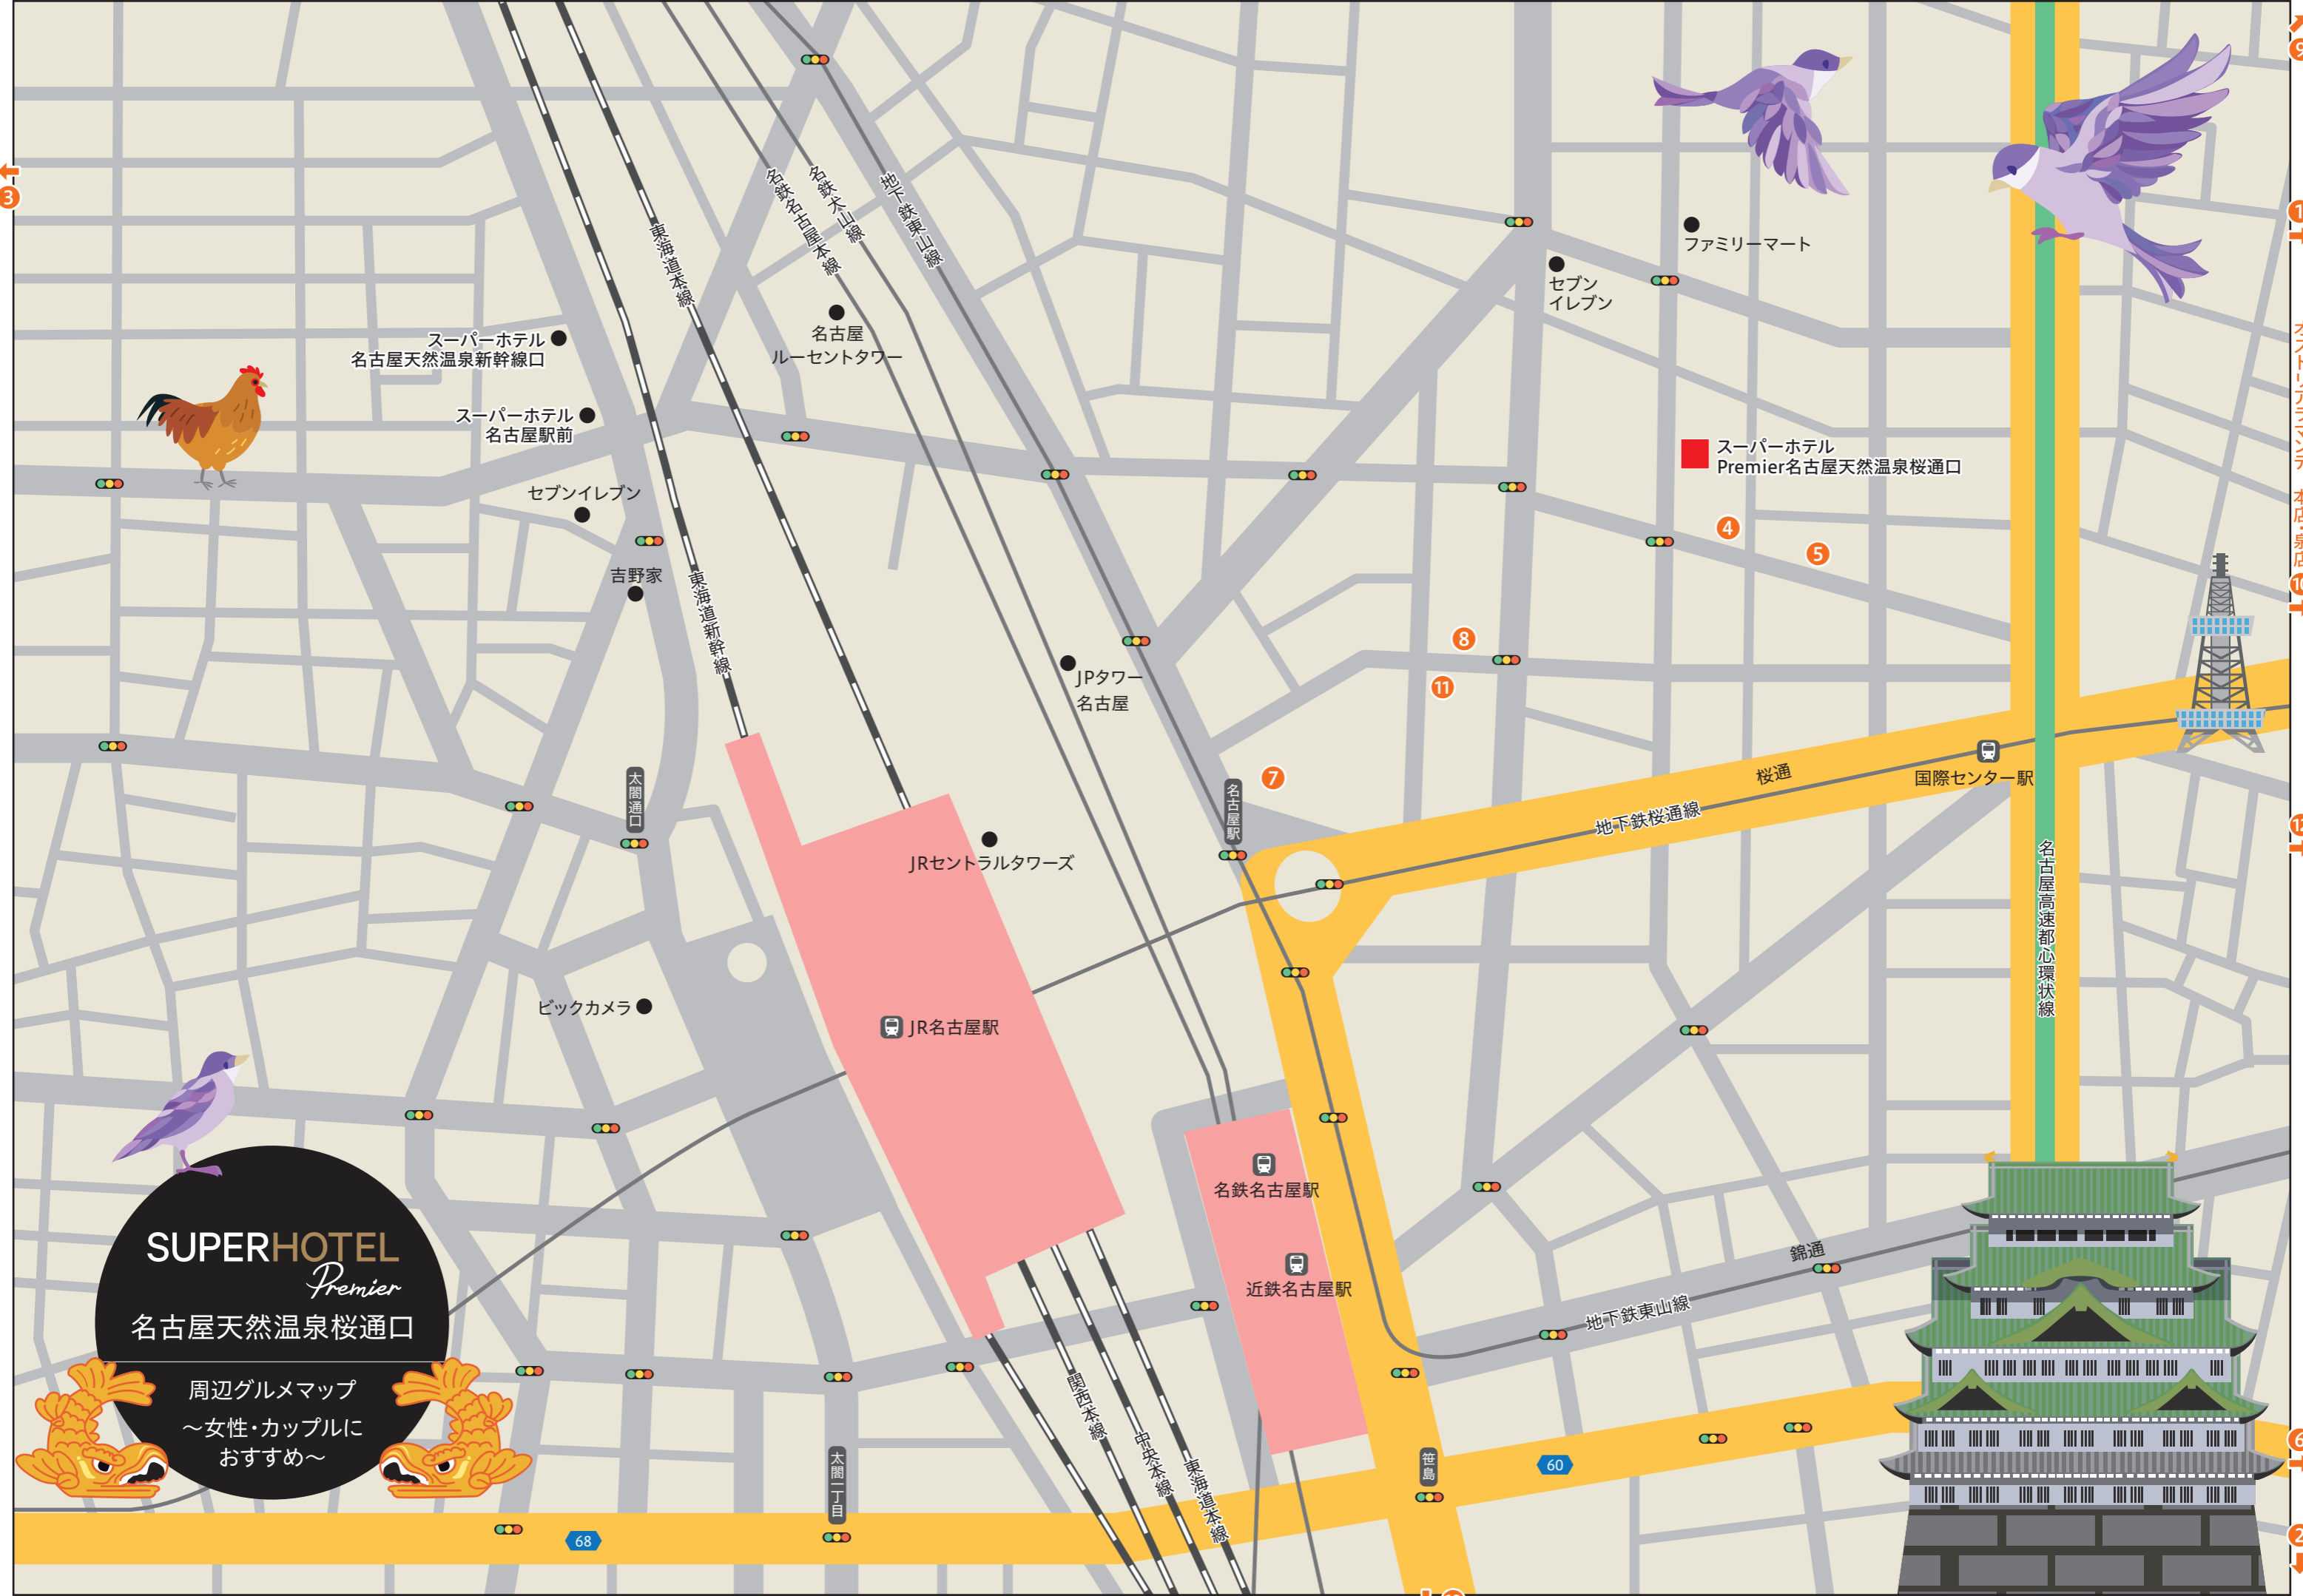 9
3
1
名鉄名古屋本線
名鉄犬山線
地下鉄東山線
東海道本線
ファミリーマート
セブン
イレブン
名古屋
ルーセントタワー
スーパーホテル
名古屋天然温泉新幹線口
スーパーホテル
名古屋駅前
スーパーホテル
Premier名古屋天然温泉桜通口
セブンイレブン
4
5
吉野家
東海道新幹線
本店・泉店
10
8
11
JPタワー
名古屋
7
太閤通口
名古屋駅
桜通
国際センター駅
地下鉄桜通線
12
JRセントラルタワーズ
名古屋高速都心環状線
ビックカメラ
JR名古屋駅
名鉄名古屋駅
近鉄名古屋駅
錦通
地下鉄東山線
SUPERHOTEL
Premier
名古屋天然温泉桜通口
周辺グルメマップ
～女性・カップルに
おすすめ～
関西本線
中央本線
東海道本線
太閤一丁目
笹島
60
68
6
2